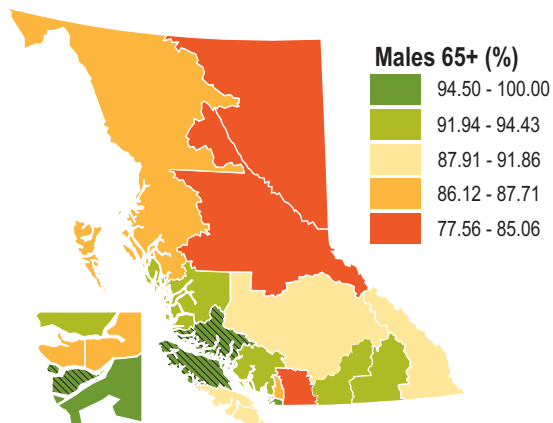 Males 65+ (%)
94.50 - 100.00
91.94 - 94.43
87.91 - 91.86
86.12 - 87.71
77.56 - 85.06